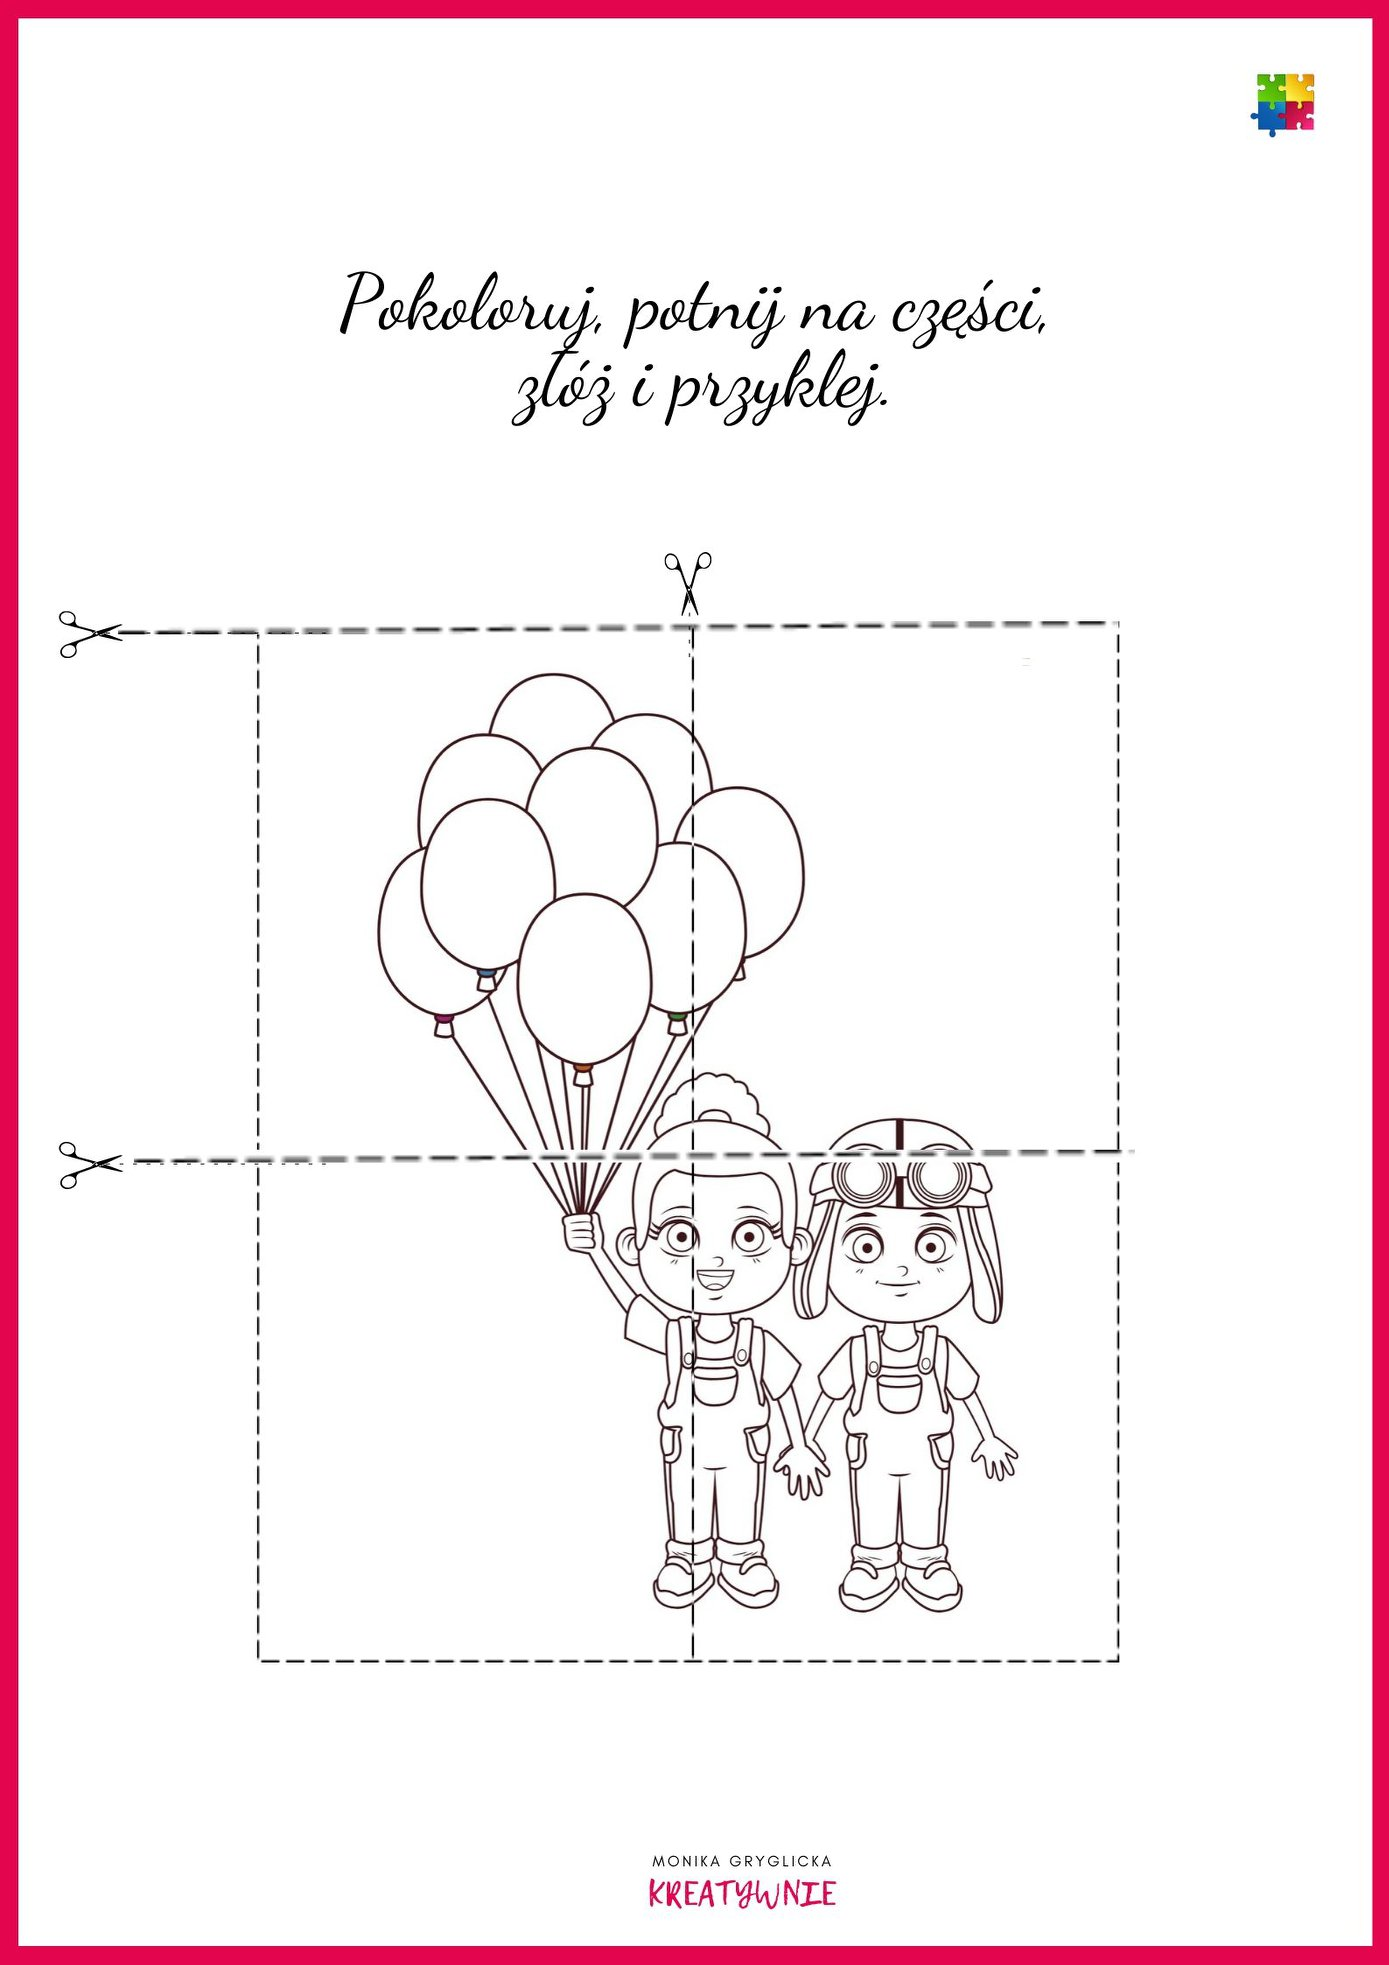 Pokoloruj, potnij na części,
złóż i przyklej.
MONIKA GRYGLICKA
KREATYWNIE